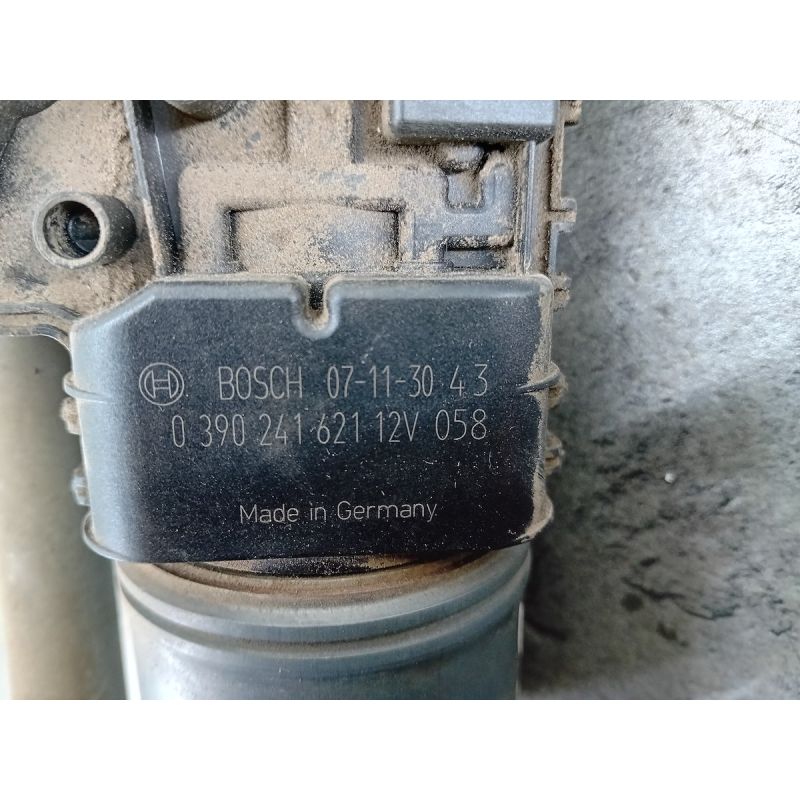 BOSCH 07-11-30 43
0 390 241 621 12V 058
Made in Germany